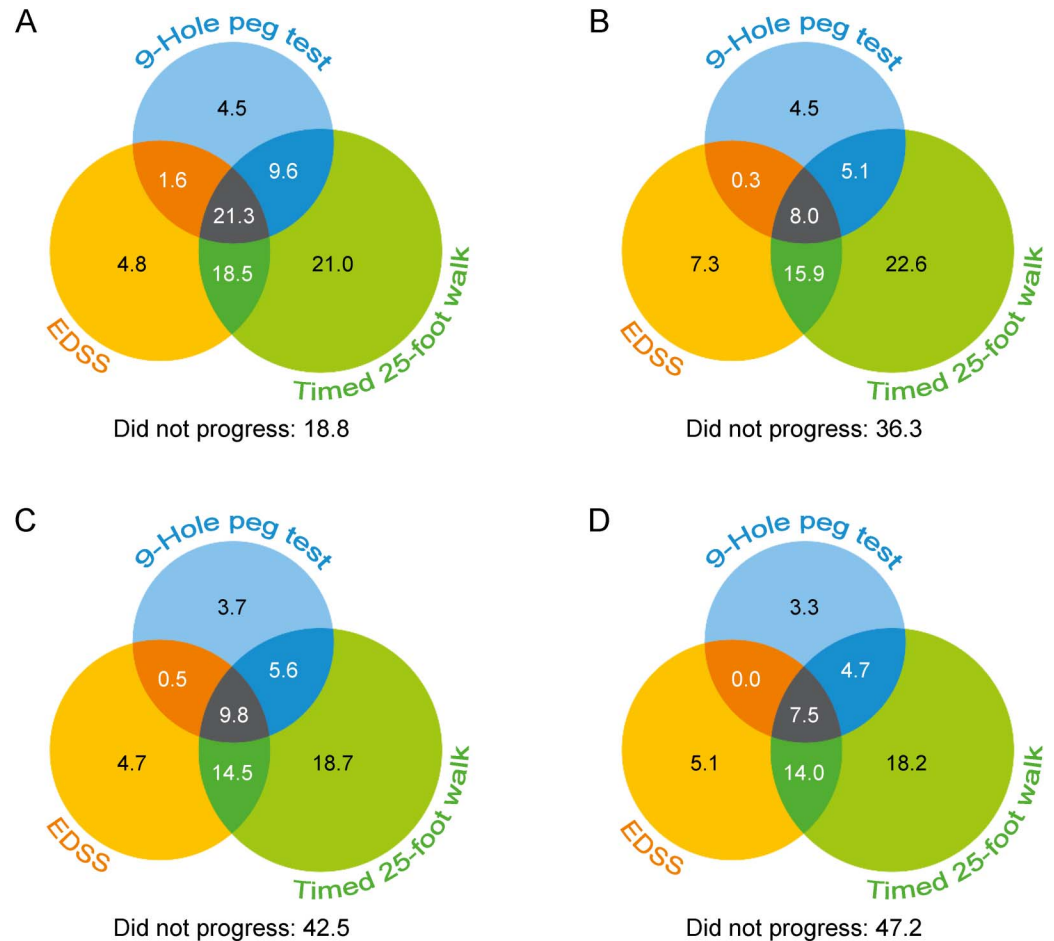 A
9-Hole peg test
4.5
1.6
9.6
21.3
4.8
18.5
21.0
EDSS
Timed 25-foot walk
Did not progress: 18.8
B
9-Hole peg test
4.5
0.3
5.1
8.0
7.3
15.9
22.6
EDSS
Timed 25-foot walk
Did not progress: 36.3
C
9-Hole peg test
3.7
0.5
5.6
9.8
4.7
14.5
18.7
EDSS
Timed 25-foot walk
Did not progress: 42.5
D
9-Hole peg test
3.3
0.0
4.7
7.5
5.1
14.0
18.2
EDSS
Timed 25-foot walk
Did not progress: 47.2